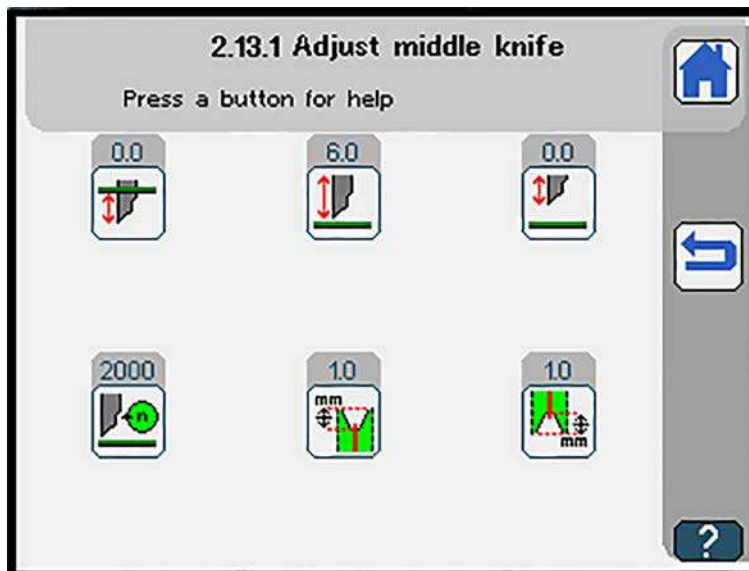 2.13.1 Adjust middle knife
Press a button for help
0.0 6.0 0.0
2000 1.0 1.0
n mm mm
?